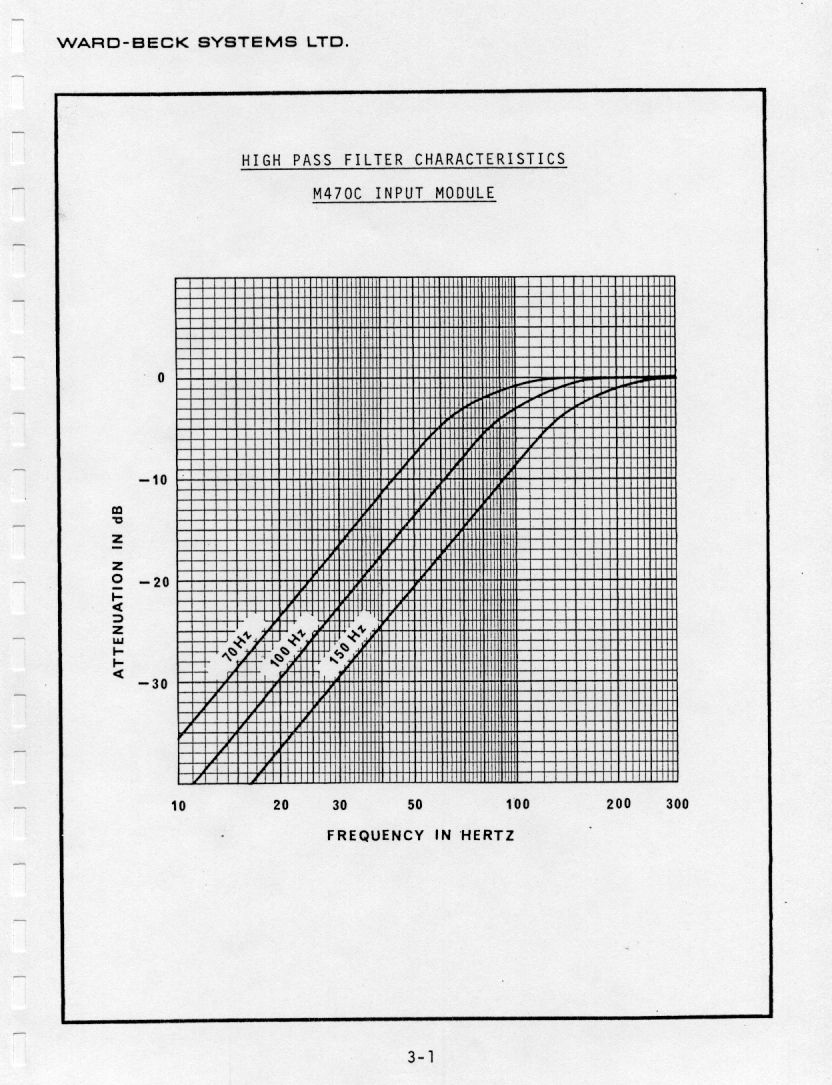 WARD-BECK SYSTEMS LTD.
HIGH PASS FILTER CHARACTERISTICS
M470C INPUT MODULE
0
-10
-20
-30
ATTENUATION IN dB
70 Hz
100 Hz
150 Hz
10 20 30 50 100 200 300
FREQUENCY IN HERTZ
3-1